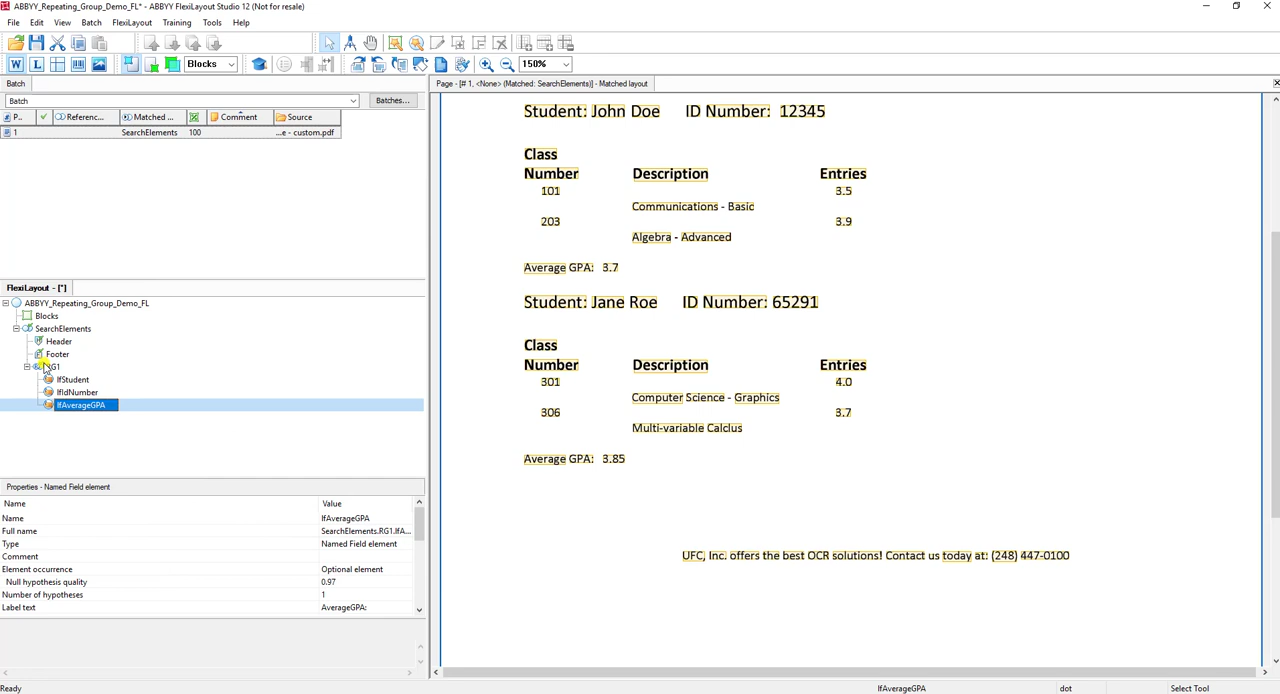 ABBYY_Repeating_Group_Demo_FL* - ABBYY FlexiLayout Studio 12 (Not for resale)
File Edit View Batch FlexiLayout Training Tools Help
W L Blocks 150%
Batch
Page - [# 1, <None> (Matched: SearchElements)] - Matched layout
Batch Batches...
P.. Referenc... Matched ... Comment Source
1 SearchElements 100 ...e - custom.pdf
FlexiLayout - [*]
ABBYY_Repeating_Group_Demo_FL
Blocks
SearchElements
Header
Footer
RG1
lfStudent
lfIdNumber
lfAverageGPA
Properties - Named Field element
Name Value
Name lfAverageGPA
Full name SearchElements.RG1.lfA...
Type Named Field element
Comment
Element occurrence Optional element
Null hypothesis quality 0.97
Number of hypotheses 1
Label text AverageGPA:
Student: John Doe ID Number: 12345
Class
Number Description Entries
101 3.5
Communications - Basic
203 3.9
Algebra - Advanced
Average GPA: 3.7
Student: Jane Roe ID Number: 65291
Class
Number Description Entries
301 4.0
Computer Science - Graphics
306 3.7
Multi-variable Calclus
Average GPA: 3.85
UFC, Inc. offers the best OCR solutions! Contact us today at: (248) 447-0100
Ready lfAverageGPA dot Select Tool